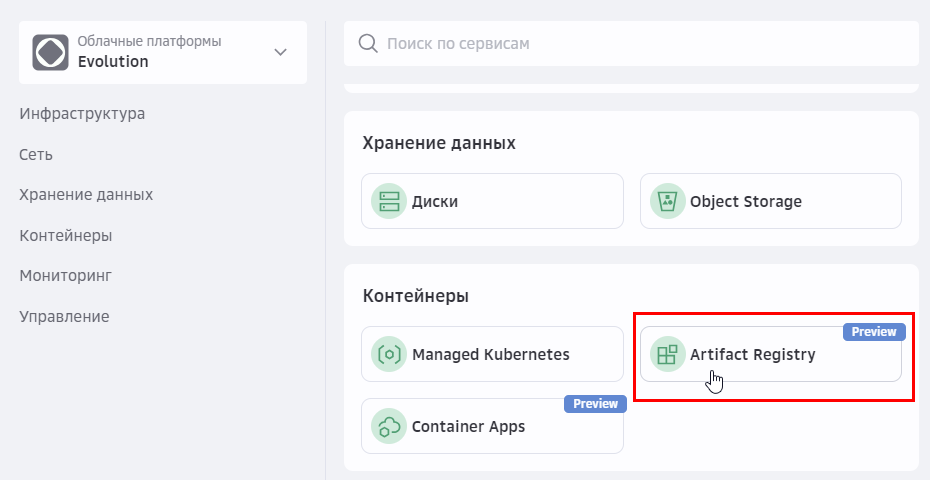 Облачные платформы
Evolution
Инфраструктура
Сеть
Хранение данных
Контейнеры
Мониторинг
Управление
Поиск по сервисам
Хранение данных
Диски
Object Storage
Контейнеры
Managed Kubernetes
Preview
Artifact Registry
Preview
Container Apps